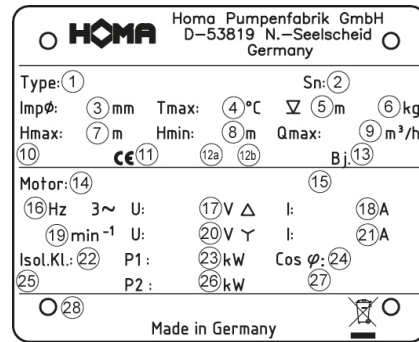 HOMA
Homa Pumpenfabrik GmbH
D-53819 N.-Seelscheid
Germany
Type: 1 Sn: 2
ImpØ: 3 mm Tmax: 4 °C 5 m 6 kg
Hmax: 7 m Hmin: 8 m Qmax: 9 m³/h
10 CE 11 12a 12b Bj. 13
Motor: 14 15
16 Hz 3~ U: 17 V △ I: 18 A
19 min⁻¹ U: 20 V Y I: 21 A
Isol.Kl.: 22 P1: 23 kW Cos φ: 24
25 P2: 26 kW 27
28
Made in Germany